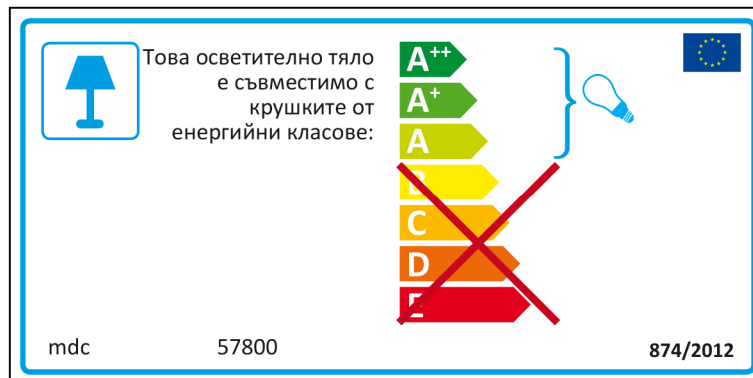 Това осветително тяло
е съвместимо с
крушките от
енергийни класове:
A++
A+
A
B
C
D
E
mdc 57800 874/2012